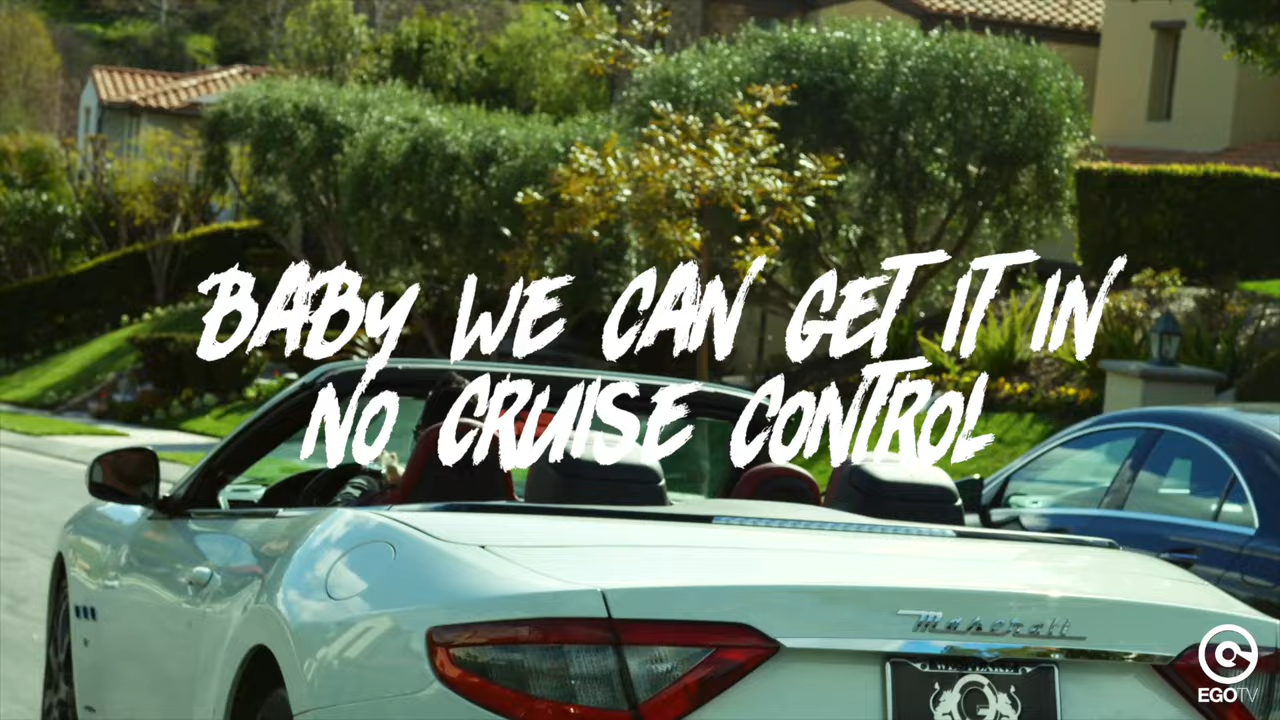 BABY WE CAN GET IT IN
NO CRUISE CONTROL
Maserati
EGOTV